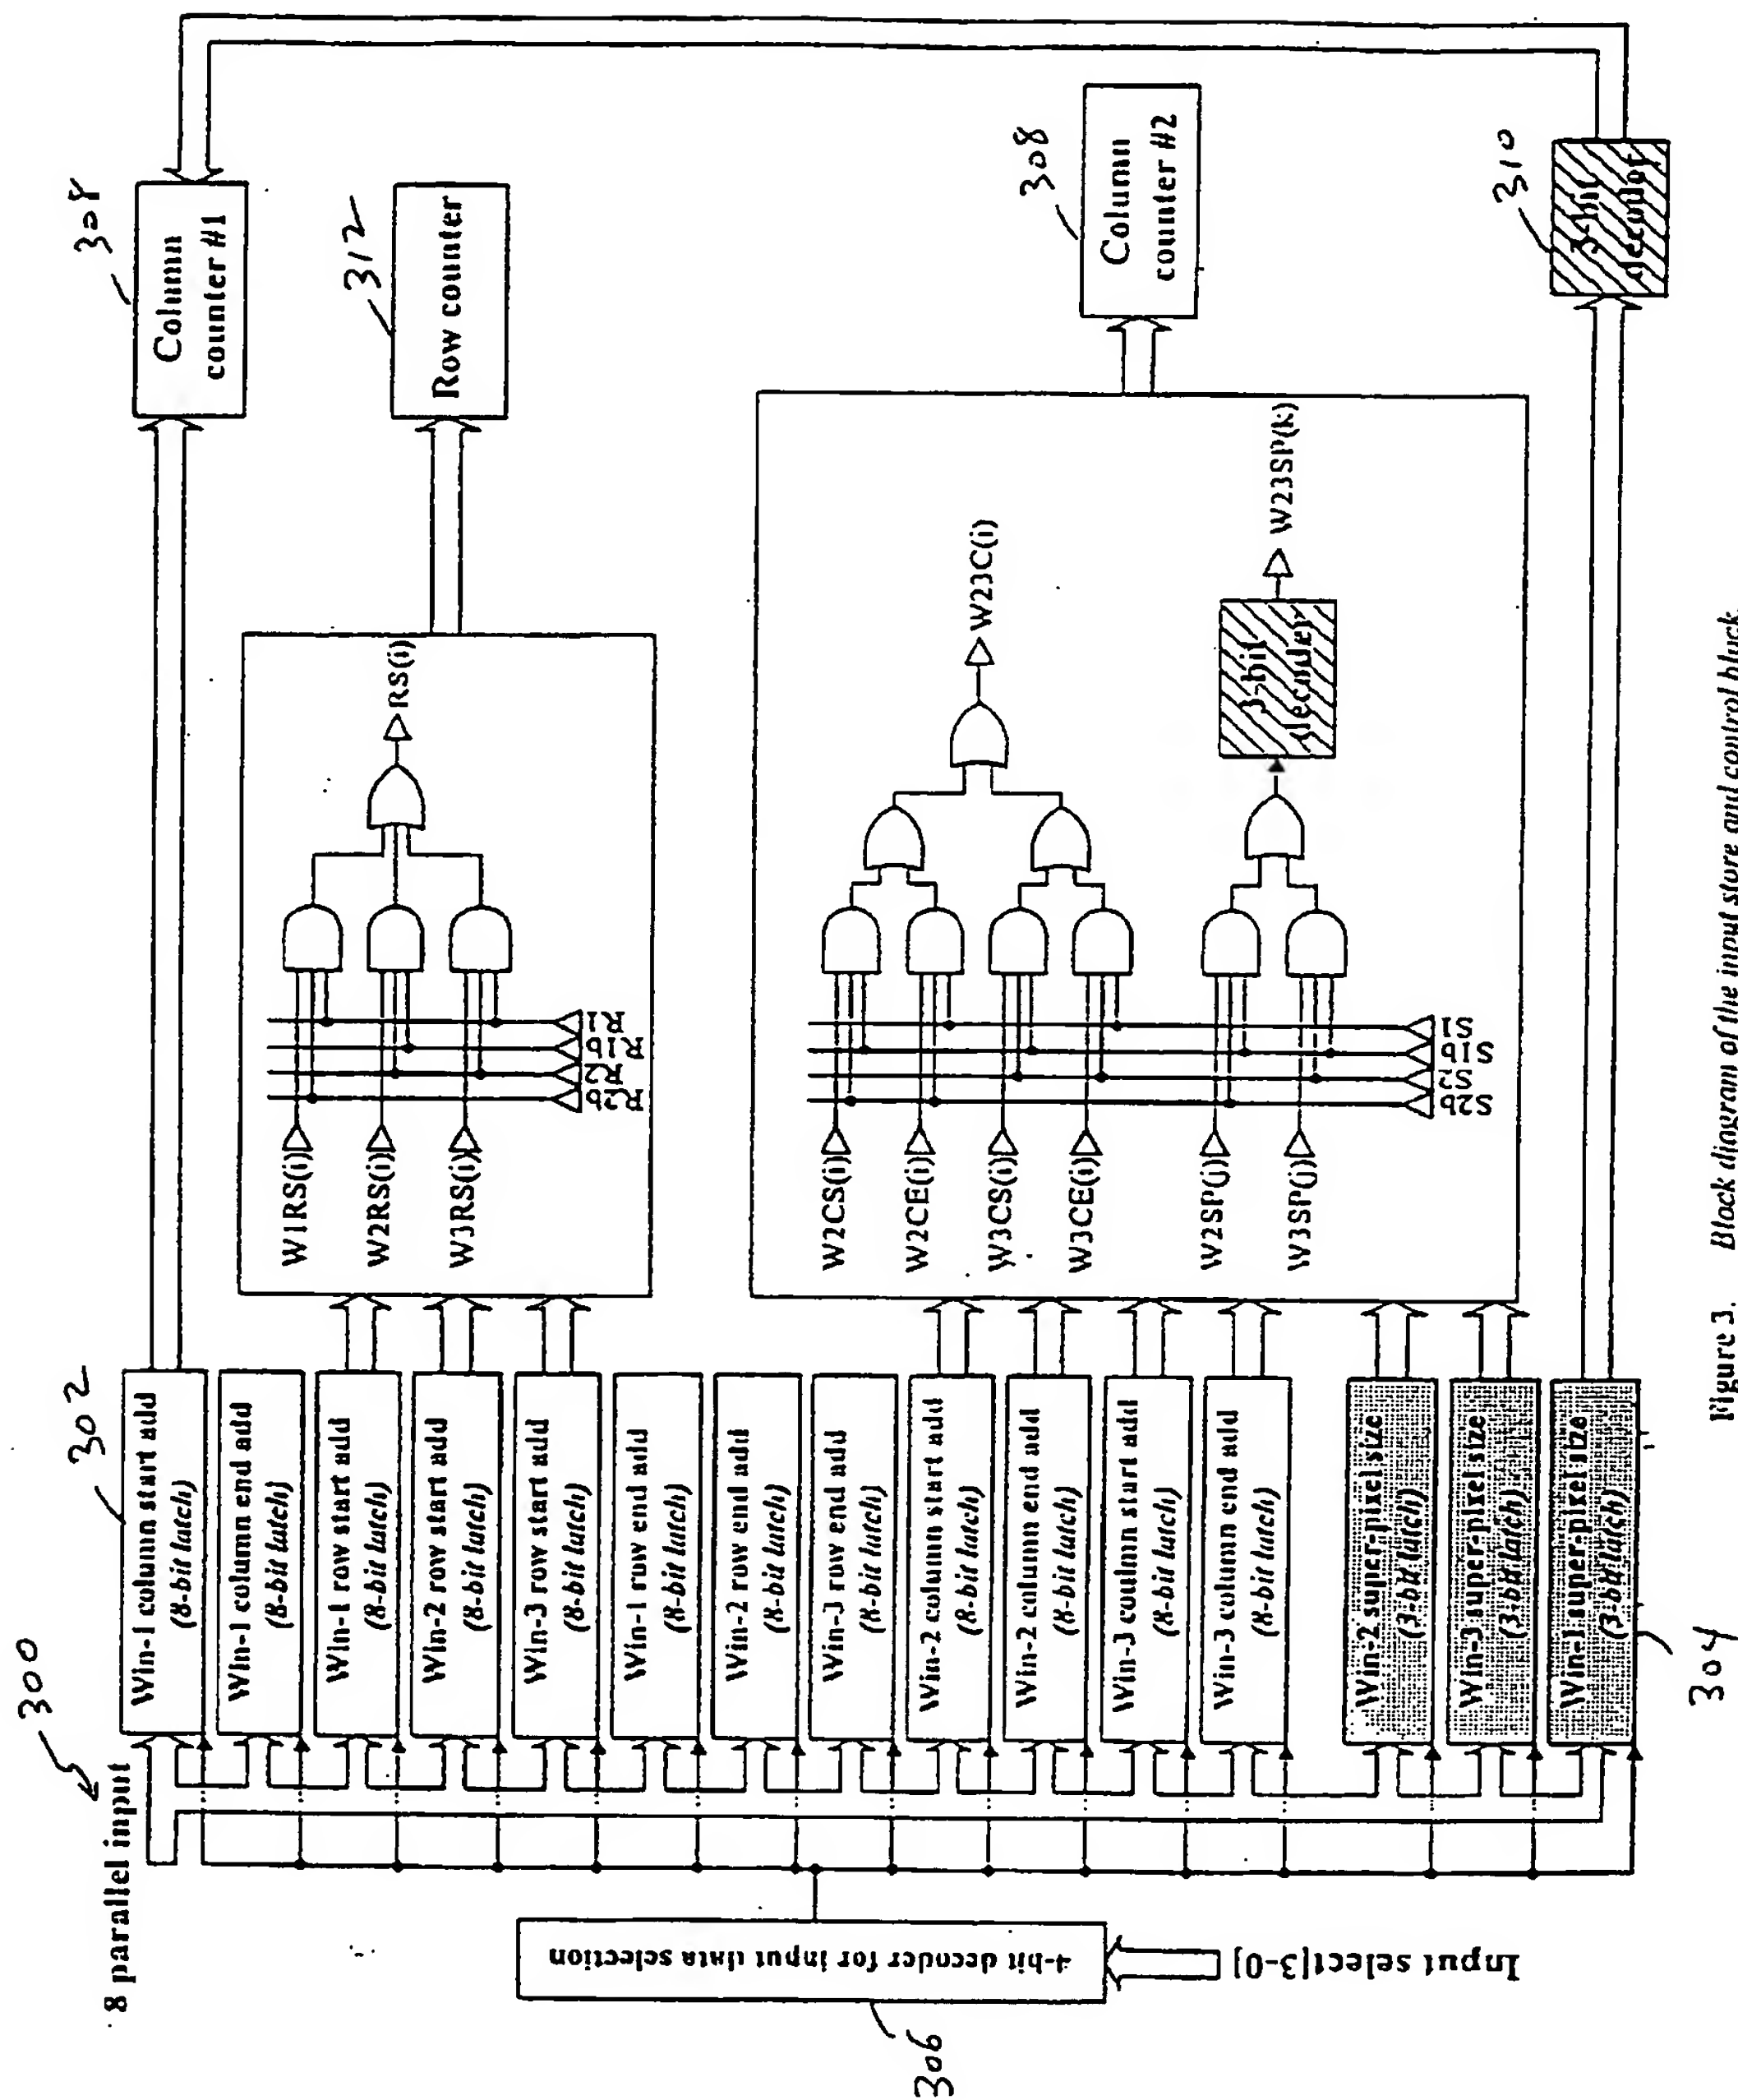 300
8 parallel input
302
Win-1 column start add
(8-bit latch)
Win-1 column end add
(8-bit latch)
Win-1 row start add
(8-bit latch)
Win-2 row start add
(8-bit latch)
Win-3 row start add
(8-bit latch)
Win-1 row end add
(8-bit latch)
Win-2 row end add
(8-bit latch)
Win-3 row end add
(8-bit latch)
Win-2 column start add
(8-bit latch)
Win-2 column end add
(8-bit latch)
Win-3 coulmn start add
(8-bit latch)
Win-3 column end add
(8-bit latch)
Win-2 super-pixel size
(3-bit latch)
Win-3 super-pixel size
(3-bit latch)
Win-1 super-pixel size
(3-bit latch)
304
4-bit decoder for input data selection
306
Input select[3-0]
W1RS(i)
W2RS(i)
W3RS(i)
R2b
R2
R1b
R1
RS(i)
W2CS(i)
W2CE(i)
W3CS(i)
W3CE(i)
W2SP(j)
W3SP(j)
S2b
S2
S1b
S1
W23C(i)
3-bit
decoder
W23SP(k)
308
Column
counter #1
312
Row counter
308
Column
counter #2
310
3-bit
decoder
Figure 3. Block diagram of the input store and control block